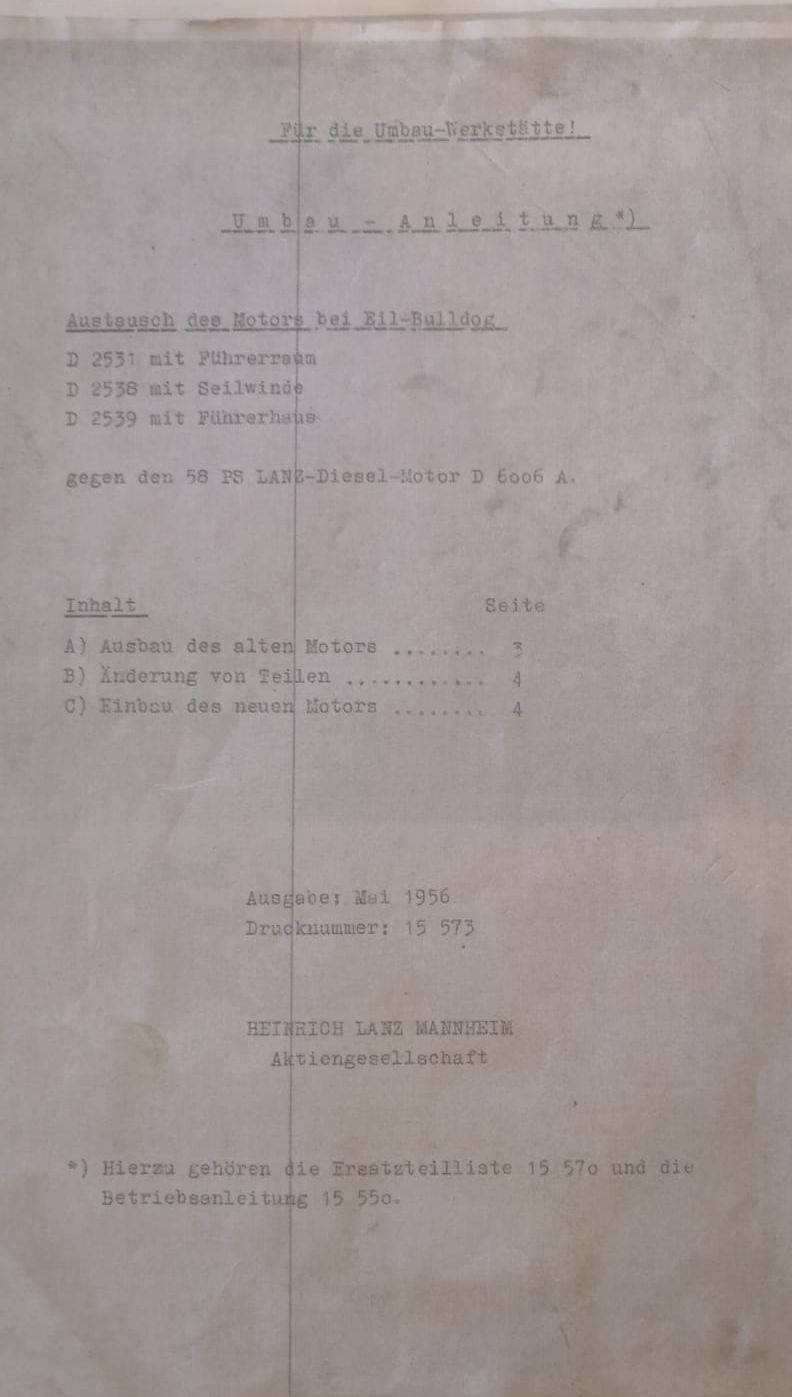 Für die Umbau-Werkstätte!
Umbau - Anleitung*)
Austausch des Motors bei Eil-Bulldog
D 2531 mit Führerraum
D 2538 mit Seilwinde
D 2539 mit Führerhaus
gegen den 58 PS LANZ-Diesel-Motor D 6006 A.
Inhalt Seite
A) Ausbau des alten Motors ........ 3
B) Änderung von Teilen ............ 4
C) Einbau des neuen Motors ........ 4
Ausgabe: Mai 1956
Drucknummer: 15 573
HEINRICH LANZ MANNHEIM
Aktiengesellschaft
*) Hierzu gehören die Ersatzteilliste 15 570 und die
Betriebsanleitung 15 550.